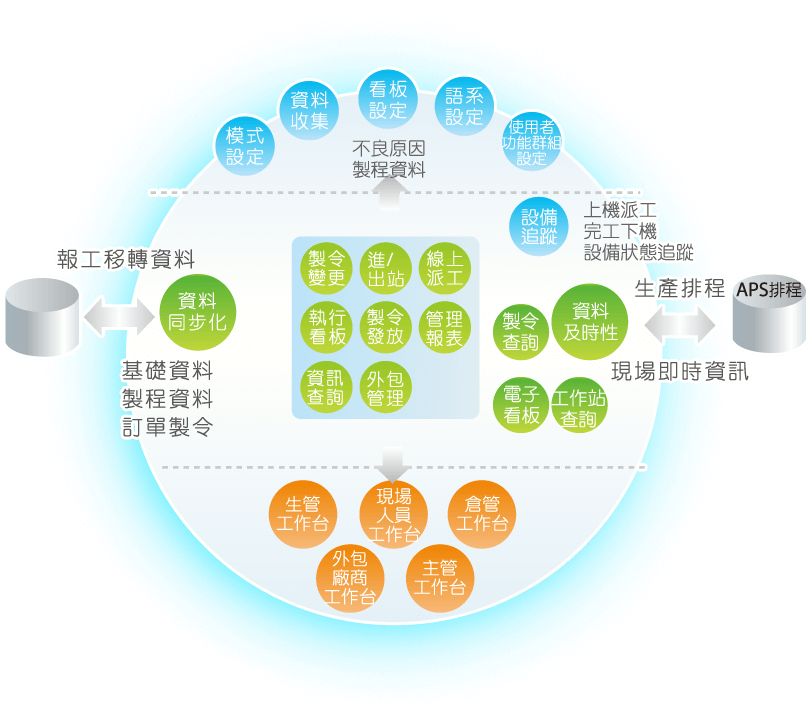 看板
設定
資料
收集
語系
設定
模式
設定
使用者
功能群組
設定
不良原因
製程資料
設備
追蹤
上機派工
完工下機
設備狀態追蹤
報工移轉資料
資料
同步化
基礎資料
製程資料
訂單製令
製令
變更
進/
出站
線上
派工
執行
看板
製令
發放
管理
報表
資訊
查詢
外包
管理
製令
查詢
資料
及時性
電子
看板
工作站
查詢
生產排程
APS排程
現場即時資訊
生管
工作台
現場
人員
工作台
倉管
工作台
外包
廠商
工作台
主管
工作台